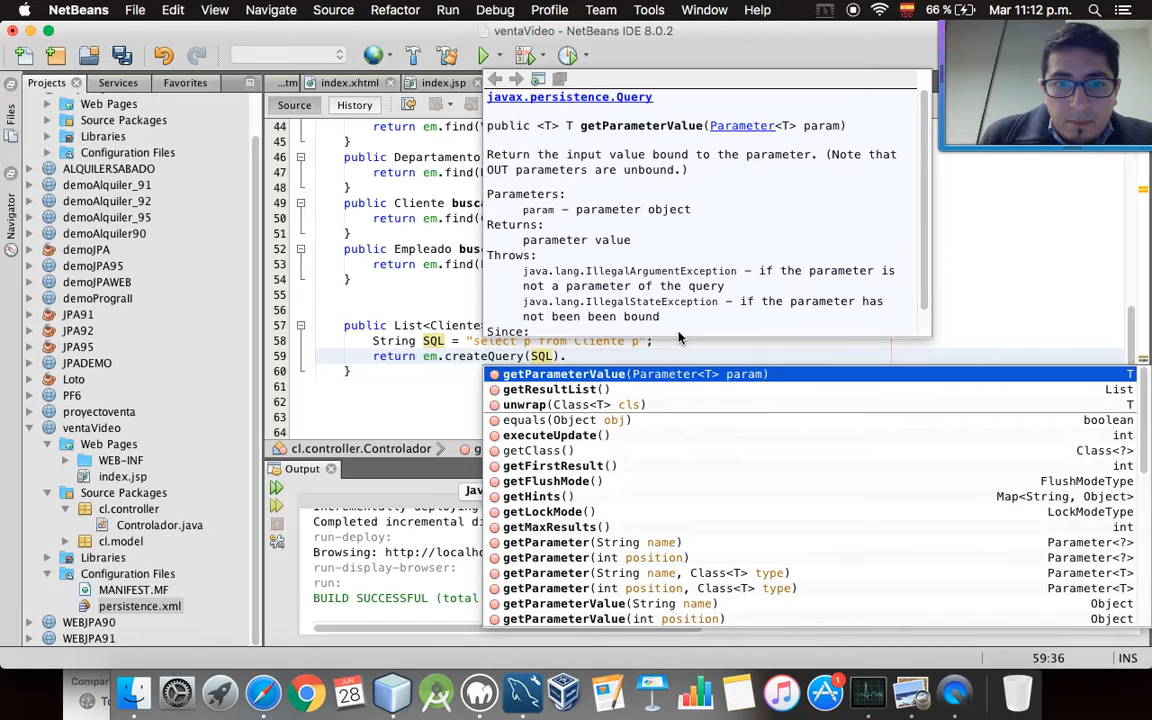 NetBeans File Edit View Navigate Source Refactor Run Debug Profile Team Tools Window Help 66 % Mar 11:12 p.m.
ventaVideo – NetBeans IDE 8.0.2
Projects Services Favorites
...tm index.xhtml index.jsp
Source History
Files
Navigator
Web Pages
Source Packages
Libraries
Configuration Files
ALQUILERSABADO
demoAlquiler_91
demoAlquiler_92
demoAlquiler_95
demoAlquiler90
demoJPA
demoJPA95
demoJPAWEB
demoPrograII
JPA91
JPA92
JPA95
JPADEMO
Loto
PF6
proyectoventa
ventaVideo
Web Pages
WEB-INF
index.jsp
Source Packages
cl.controller
Controlador.java
cl.model
Libraries
Configuration Files
MANIFEST.MF
persistence.xml
WEBJPA90
WEBJPA91
44 return em.find(
45 }
46 public Departamento
47 return em.find(
48 }
49 public Cliente busca
50 return em.find(
51 }
52 public Empleado bus
53 return em.find(
54 }
55
56
57 public List<Cliente
58 String SQL = "select p from Cliente p";
59 return em.createQuery(SQL).
60 }
61
62
63
64
javax.persistence.Query
public <T> T getParameterValue(Parameter<T> param)
Return the input value bound to the parameter. (Note that
OUT parameters are unbound.)
Parameters:
param – parameter object
Returns:
parameter value
Throws:
java.lang.IllegalArgumentException – if the parameter is
not a parameter of the query
java.lang.IllegalStateException – if the parameter has
not been been bound
Since:
getParameterValue(Parameter<T> param) T
getResultList() List
unwrap(Class<T> cls) T
equals(Object obj) boolean
executeUpdate() int
getClass() Class<?>
getFirstResult() int
getFlushMode() FlushModeType
getHints() Map<String, Object>
getLockMode() LockModeType
getMaxResults() int
getParameter(String name) Parameter<?>
getParameter(int position) Parameter<?>
getParameter(String name, Class<T> type) Parameter<T>
getParameter(int position, Class<T> type) Parameter<T>
getParameterValue(String name) Object
getParameterValue(int position) Object
cl.controller.Controlador
Output
Completed incremental di
run-deploy:
Browsing: http://localho
run-display-browser:
run:
BUILD SUCCESSFUL (total
59:36 INS
JUN
28
1